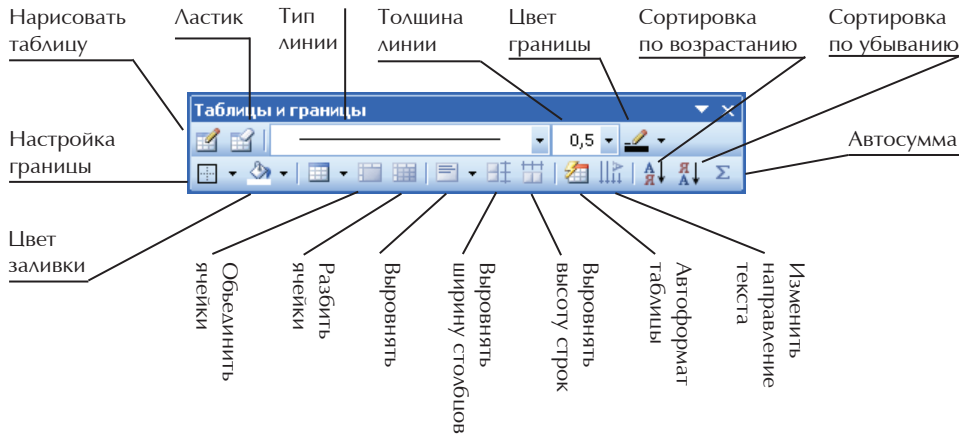 Нарисовать
таблицу
Ластик
Тип
линии
Толщина
линии
Цвет
границы
Сортировка
по возрастанию
Сортировка
по убыванию
Таблицы и границы
0,5
Настройка
границы
Автосумма
А
Я
Я
А
Σ
Цвет
заливки
Объединить
ячейки
Разбить
ячейки
Выровнять
Выровнять
ширину столбцов
Выровнять
высоту строк
Автоформат
таблицы
Изменить
направление
текста